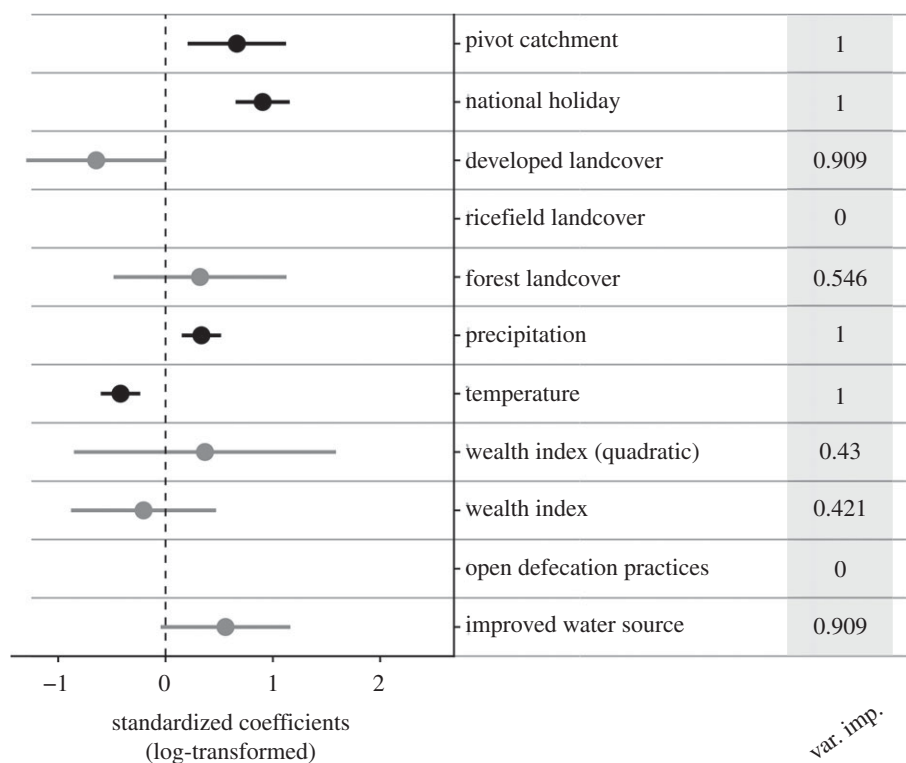 pivot catchment 1
national holiday 1
developed landcover 0.909
ricefield landcover 0
forest landcover 0.546
precipitation 1
temperature 1
wealth index (quadratic) 0.43
wealth index 0.421
open defecation practices 0
improved water source 0.909
−1 0 1 2
standardized coefficients
(log-transformed)
var. imp.